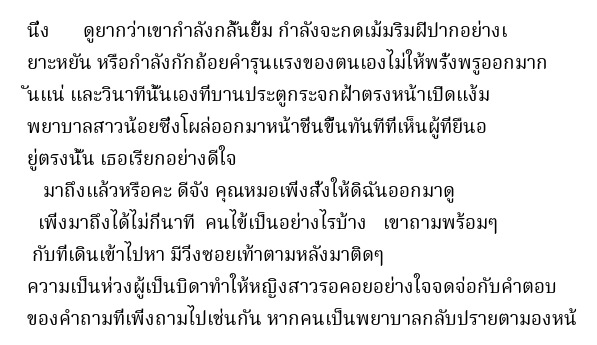 นึ่ง ดูยากว่าเขากำลังกลั้นยิ้ม กำลังจะกดเม้มริมฝีปากอย่างเ
ยาะหยัน หรือกำลังกักถ้อยคำรุนแรงของตนเองไม่ให้พรั่งพรูออกมาก
ันแน่ และวินาทีนั้นเองที่บานประตูกระจกฝ้าตรงหน้าเปิดแง้ม
พยาบาลสาวน้อยซึ่งโผล่ออกมาหน้าชื่นขึ้นทันทีที่เห็นผู้ที่ยืนอ
ยู่ตรงนั้น เธอเรียกอย่างดีใจ
มาถึงแล้วหรือคะ ดีจัง คุณหมอเพิ่งสั่งให้ดิฉันออกมาดู
เพิ่งมาถึงได้ไม่กี่นาที คนไข้เป็นอย่างไรบ้าง เขาถามพร้อมๆ
กับที่เดินเข้าไปหา มีวีงซอยเท้าตามหลังมาติดๆ
ความเป็นห่วงผู้เป็นบิดาทำให้หญิงสาวรอคอยอย่างใจจดจ่อกับคำตอบ
ของคำถามที่เพิ่งถามไปเช่นกัน หากคนเป็นพยาบาลกลับปรายตามองหน้